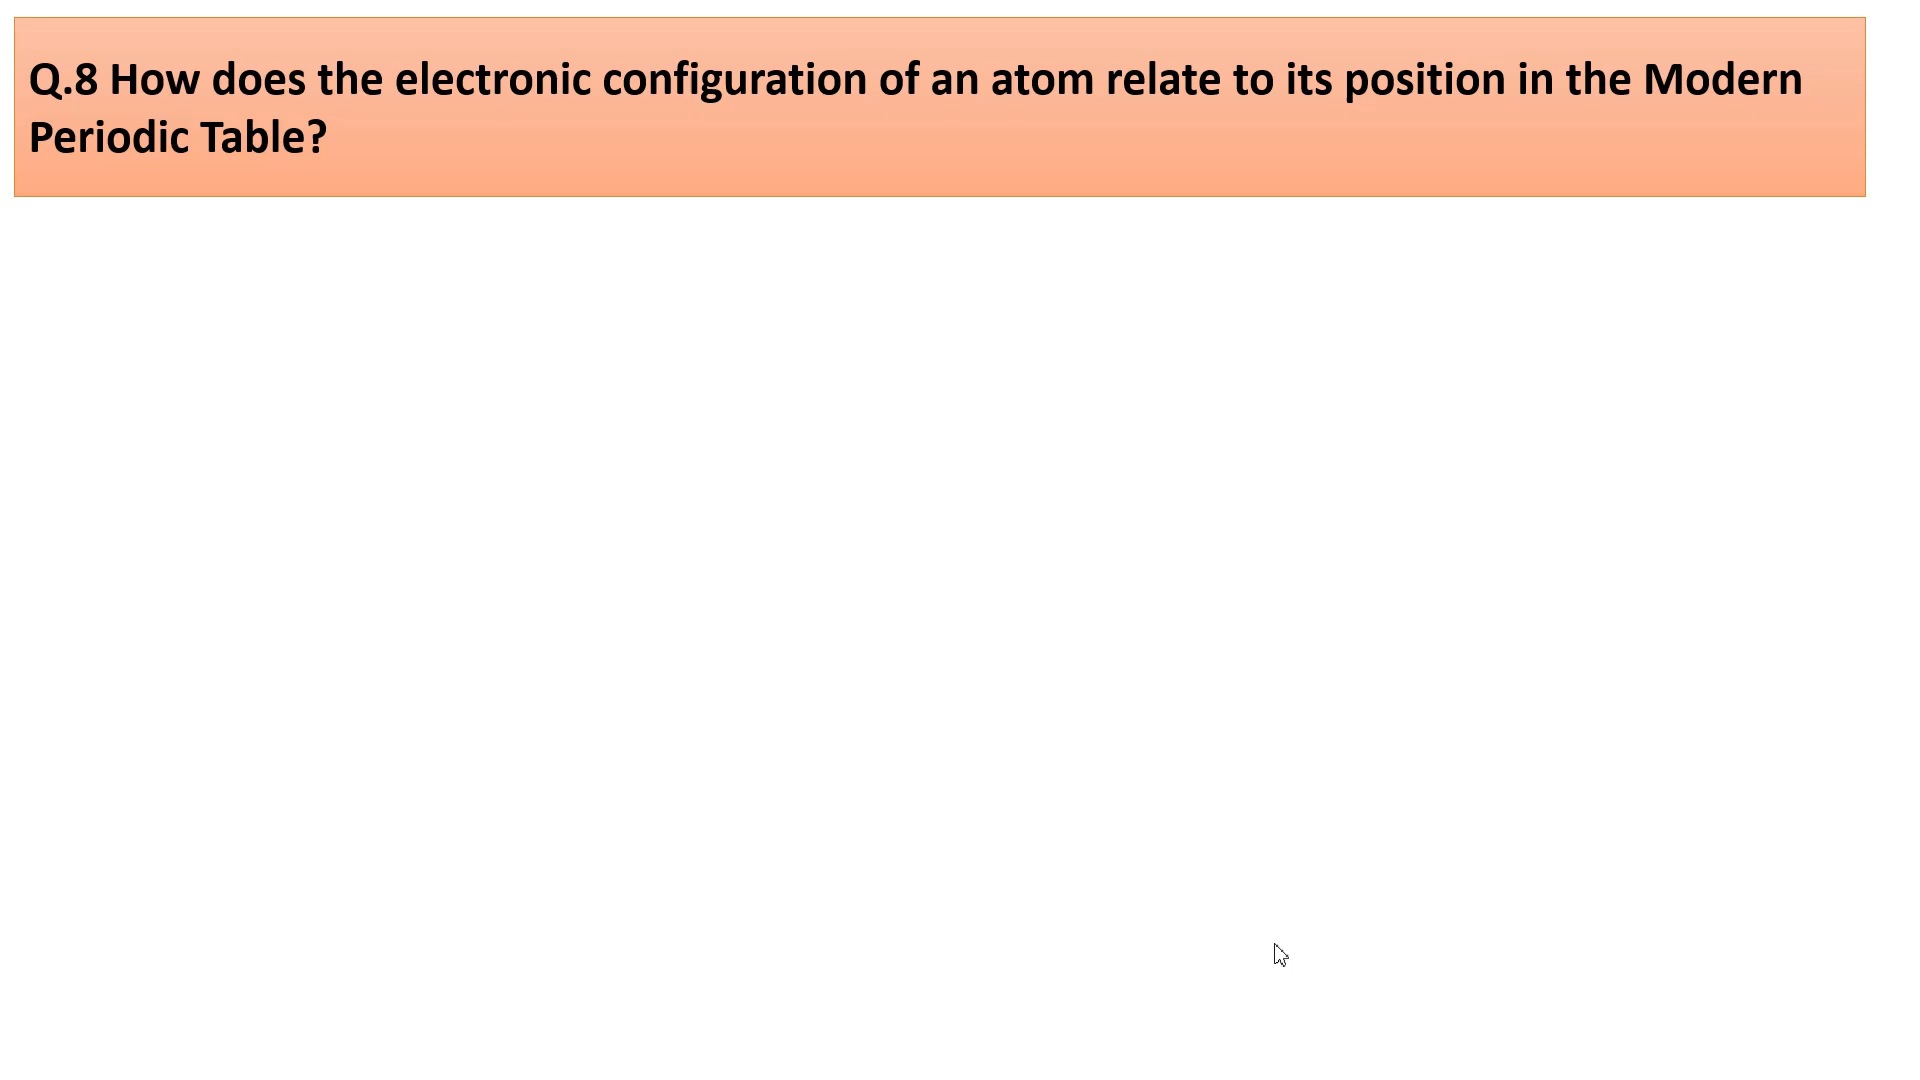 Q.8 How does the electronic configuration of an atom relate to its position in the Modern
Periodic Table?